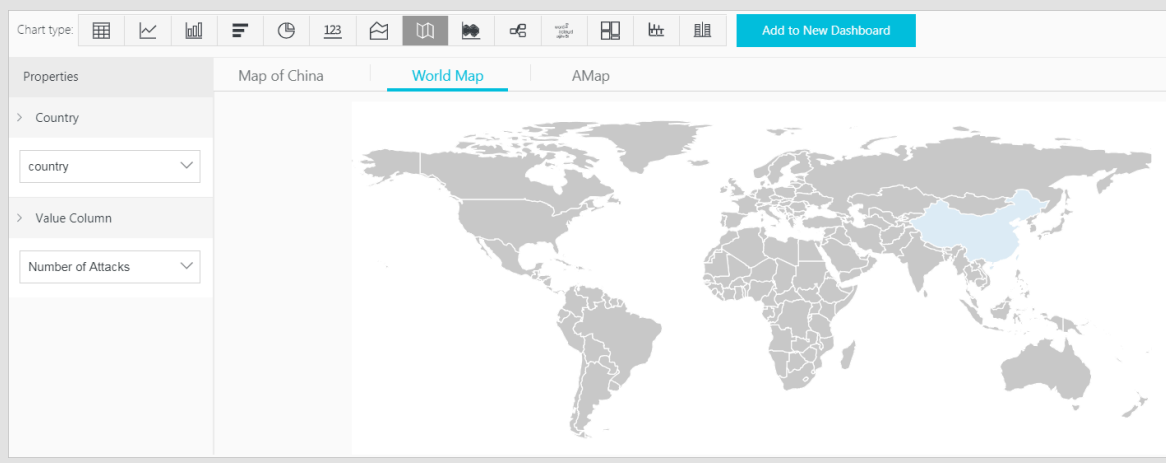 Chart type: 123 Add to New Dashboard
Properties Map of China World Map AMap
Country
country
Value Column
Number of Attacks